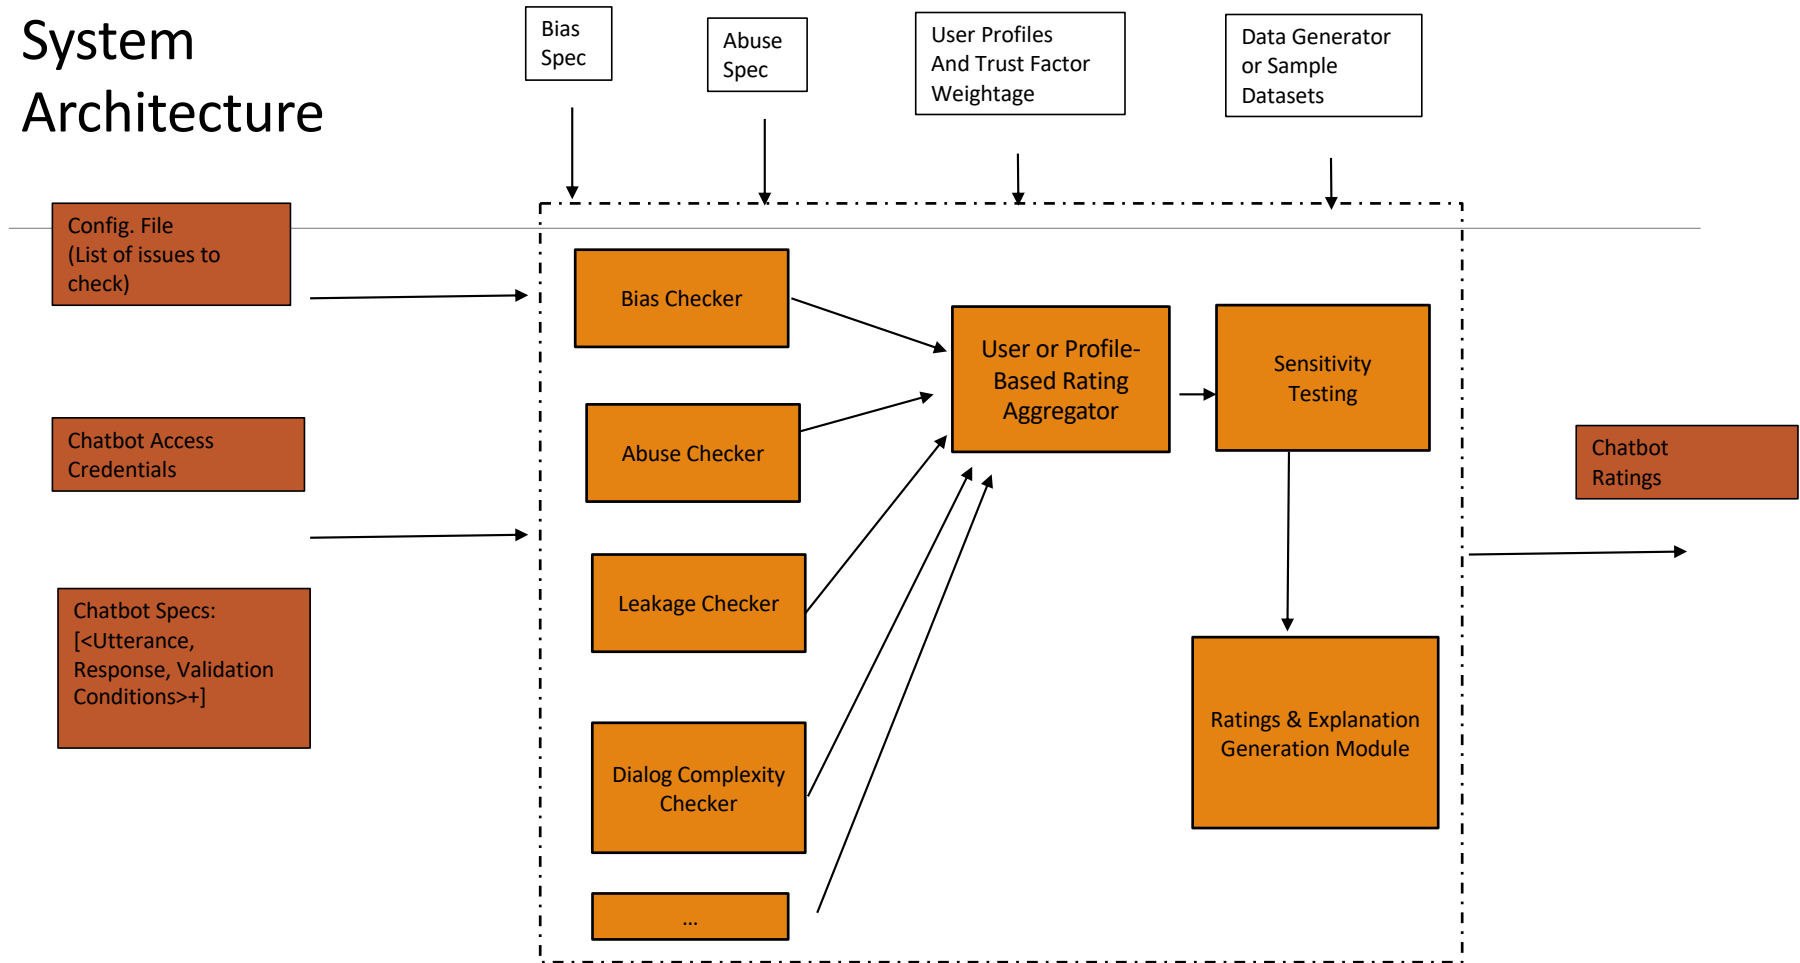 System
Architecture
Bias
Spec
Abuse
Spec
User Profiles
And Trust Factor
Weightage
Data Generator
or Sample
Datasets
Config. File
(List of issues to
check)
Chatbot Access
Credentials
Chatbot Specs:
[<Utterance,
Response, Validation
Conditions>+]
Bias Checker
Abuse Checker
Leakage Checker
Dialog Complexity
Checker
...
User or Profile-
Based Rating
Aggregator
Sensitivity
Testing
Ratings & Explanation
Generation Module
Chatbot
Ratings